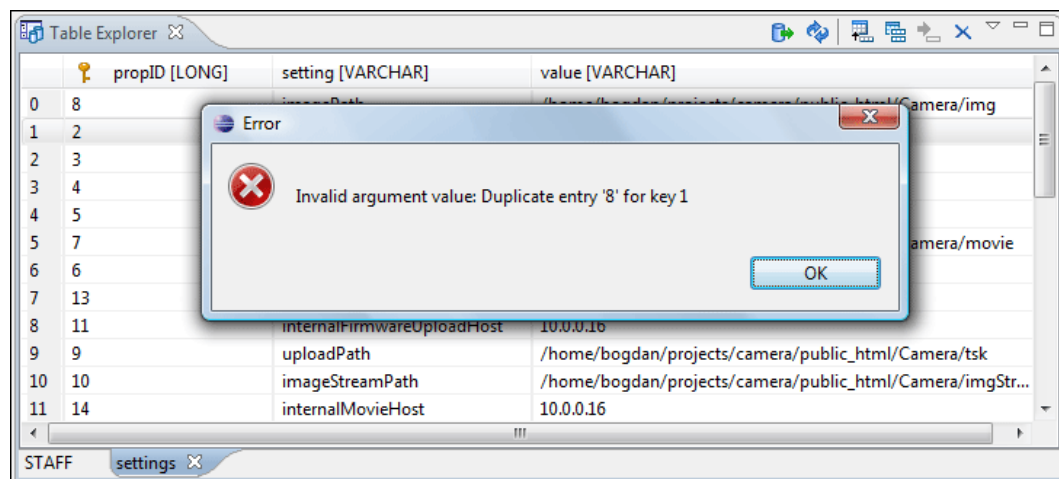 Table Explorer
propID [LONG] setting [VARCHAR] value [VARCHAR]
0 8 imagePath /home/bogdan/projects/camera/public_html/Camera/img
Error
1 2
2 3
3 4
Invalid argument value: Duplicate entry '8' for key 1
4 5
5 7 amera/movie
6 6
OK
7 13
8 11 internalFirmwareUploadHost 10.0.0.16
9 9 uploadPath /home/bogdan/projects/camera/public_html/Camera/tsk
10 10 imageStreamPath /home/bogdan/projects/camera/public_html/Camera/imgStr...
11 14 internalMovieHost 10.0.0.16
STAFF settings